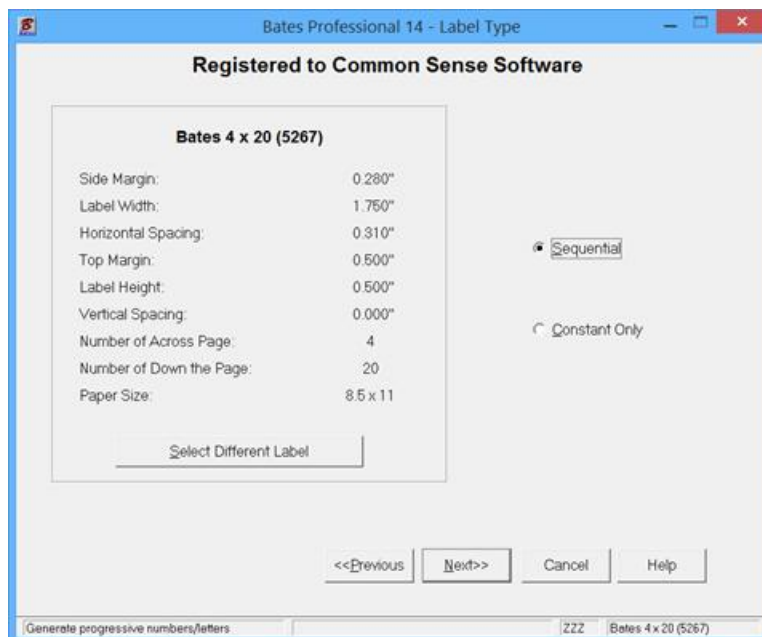 Bates Professional 14 - Label Type
Registered to Common Sense Software
Bates 4 x 20 (5267)
Side Margin: 0.280"
Label Width: 1.750"
Horizontal Spacing: 0.310"
Top Margin: 0.500"
Label Height: 0.500"
Vertical Spacing: 0.000"
Number of Across Page: 4
Number of Down the Page: 20
Paper Size: 8.5 x 11
Select Different Label
Sequential
Constant Only
<<Previous Next>> Cancel Help
Generate progressive numbers/letters ZZZ Bates 4 x 20 (5267)